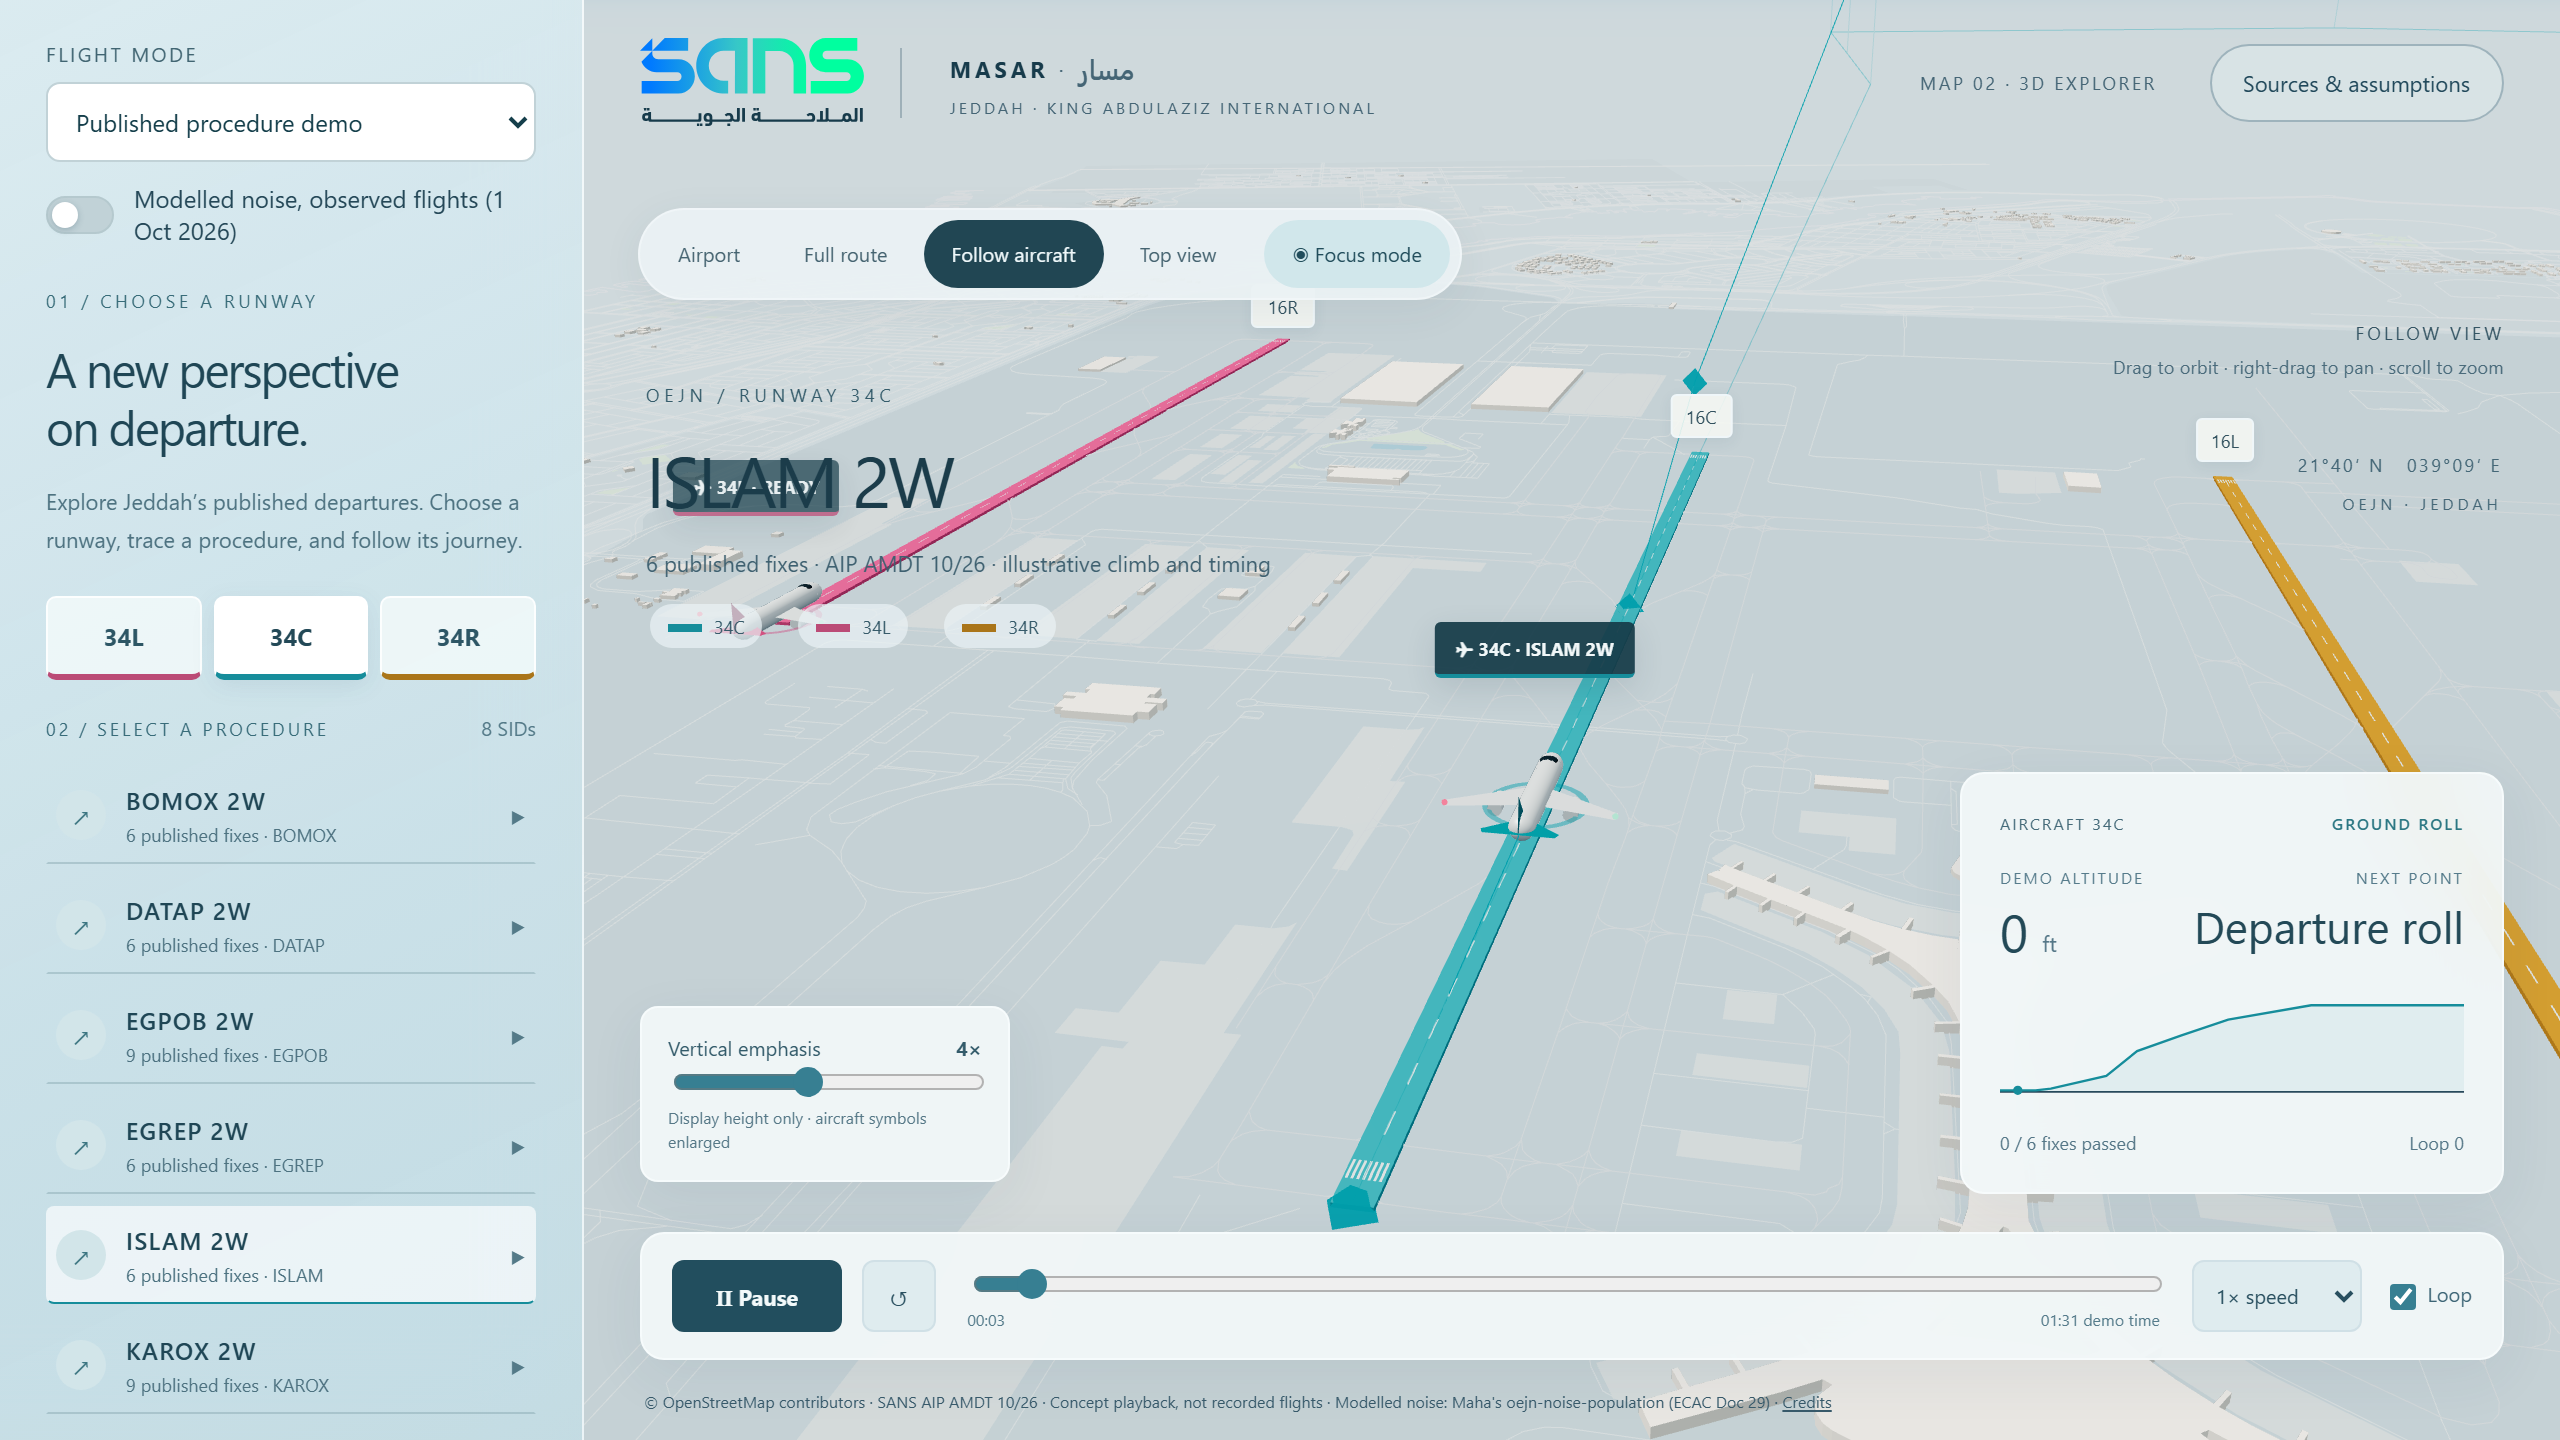 FLIGHT MODE
Published procedure demo
Modelled noise, observed flights (1
Oct 2026)
01 / CHOOSE A RUNWAY
A new perspective
on departure.
Explore Jeddah’s published departures. Choose a
runway, trace a procedure, and follow its journey.
34L
34C
34R
02 / SELECT A PROCEDURE
8 SIDs
BOMOX 2W
6 published fixes · BOMOX
DATAP 2W
6 published fixes · DATAP
EGPOB 2W
9 published fixes · EGPOB
EGREP 2W
6 published fixes · EGREP
ISLAM 2W
6 published fixes · ISLAM
KAROX 2W
9 published fixes · KAROX
sans
الملاحة الجوية
MASAR · مسار
JEDDAH · KING ABDULAZIZ INTERNATIONAL
MAP 02 · 3D EXPLORER
Sources & assumptions
Airport
Full route
Follow aircraft
Top view
Focus mode
16R
FOLLOW VIEW
Drag to orbit · right-drag to pan · scroll to zoom
OEJN / RUNWAY 34C
16C
16L
21°40′ N 039°09′ E
OEJN · JEDDAH
ISLAM 2W
34L · READY
6 published fixes · AIP AMDT 10/26 · illustrative climb and timing
34C
34L
34R
34C · ISLAM 2W
AIRCRAFT 34C
GROUND ROLL
DEMO ALTITUDE
NEXT POINT
0 ft
Departure roll
0 / 6 fixes passed
Loop 0
Vertical emphasis
4×
Display height only · aircraft symbols
enlarged
Pause
00:03
01:31 demo time
1× speed
Loop
© OpenStreetMap contributors · SANS AIP AMDT 10/26 · Concept playback, not recorded flights · Modelled noise: Maha's oejn-noise-population (ECAC Doc 29) · Credits